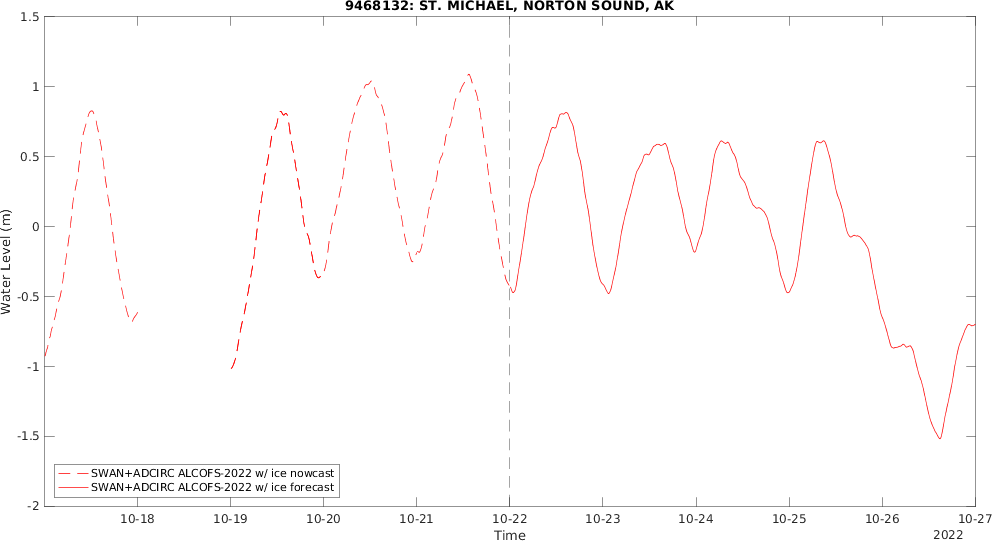 9468132: ST. MICHAEL, NORTON SOUND, AK
1.5
1
0.5
0
-0.5
-1
-1.5
-2
Water Level (m)
SWAN+ADCIRC ALCOFS-2022 w/ ice nowcast
SWAN+ADCIRC ALCOFS-2022 w/ ice forecast
10-18 10-19 10-20 10-21 10-22 10-23 10-24 10-25 10-26 10-27
Time
2022